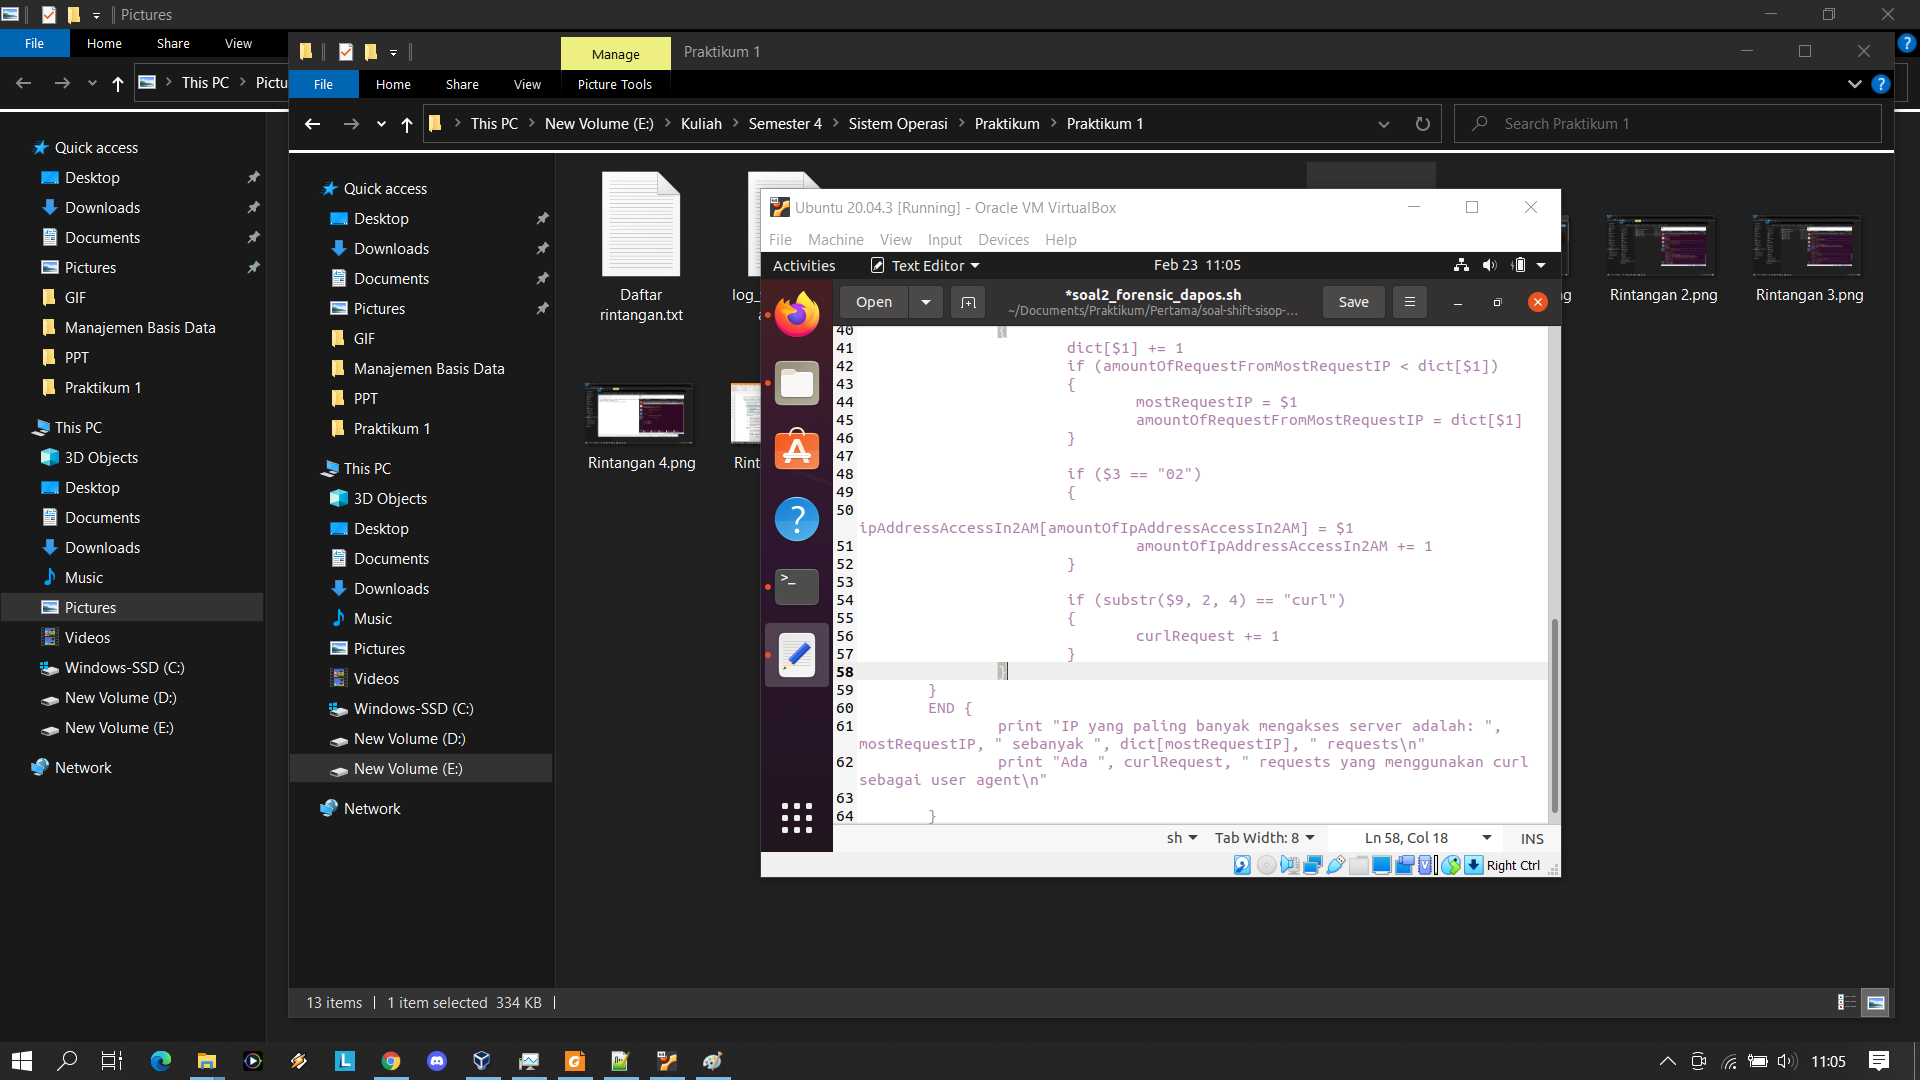 Pictures
File Home Share View
This PC Pictu
Quick access
Desktop
Downloads
Documents
Pictures
GIF
Manajemen Basis Data
PPT
Praktikum 1
This PC
3D Objects
Desktop
Documents
Downloads
Music
Pictures
Videos
Windows-SSD (C:)
New Volume (D:)
New Volume (E:)
Network
Manage Praktikum 1
File Home Share View Picture Tools
This PC New Volume (E:) Kuliah Semester 4 Sistem Operasi Praktikum Praktikum 1
Search Praktikum 1
Quick access
Desktop
Downloads
Documents
Pictures
GIF
Manajemen Basis Data
PPT
Praktikum 1
This PC
3D Objects
Desktop
Documents
Downloads
Music
Pictures
Videos
Windows-SSD (C:)
New Volume (D:)
New Volume (E:)
Network
Daftar
rintangan.txt
log_
Rintangan 2.png
Rintangan 3.png
Rintangan 4.png
Rint
13 items 1 item selected 334 KB
Ubuntu 20.04.3 [Running] - Oracle VM VirtualBox
File Machine View Input Devices Help
Activities Text Editor Feb 23 11:05
Open *soal2_forensic_dapos.sh Save
~/Documents/Praktikum/Pertama/soal-shift-sisop-...
40 {
41 dict[$1] += 1
42 if (amountOfRequestFromMostRequestIP < dict[$1])
43 {
44 mostRequestIP = $1
45 amountOfRequestFromMostRequestIP = dict[$1]
46 }
47
48 if ($3 == "02")
49 {
50
ipAddressAccessIn2AM[amountOfIpAddressAccessIn2AM] = $1
51 amountOfIpAddressAccessIn2AM += 1
52 }
53
54 if (substr($9, 2, 4) == "curl")
55 {
56 curlRequest += 1
57 }
58 }
59 }
60 END {
61 print "IP yang paling banyak mengakses server adalah: ",
mostRequestIP, " sebanyak ", dict[mostRequestIP], " requests\n"
62 print "Ada ", curlRequest, " requests yang menggunakan curl
sebagai user agent\n"
63
64 }
sh Tab Width: 8 Ln 58, Col 18 INS
Right Ctrl
11:05